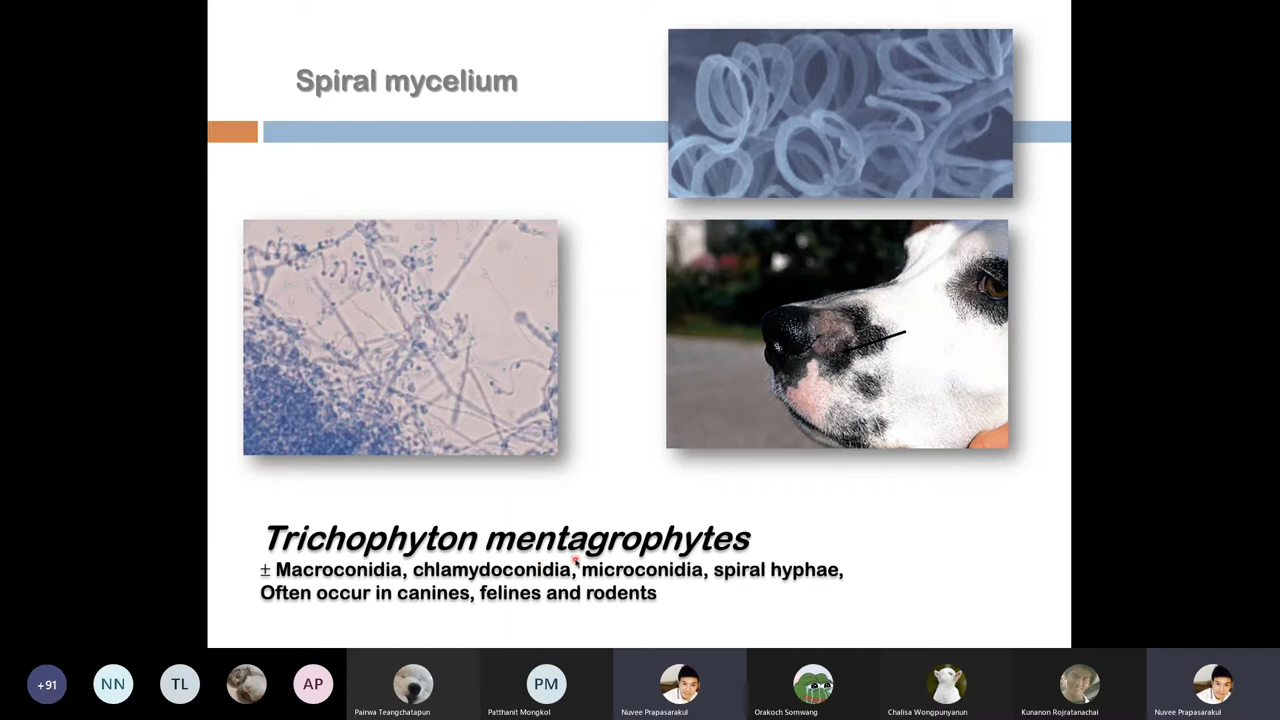 Spiral mycelium
Trichophyton mentagrophytes
± Macroconidia, chlamydoconidia, microconidia, spiral hyphae,
Often occur in canines, felines and rodents
+91
NN
TL
AP
PM
Pairwa Teangchatapun
Patthanit Mongkol
Nuvee Prapasarakul
Orakoch Somwang
Chalisa Wongpunyanun
Kunanon Rojratanachai
Nuvee Prapasarakul